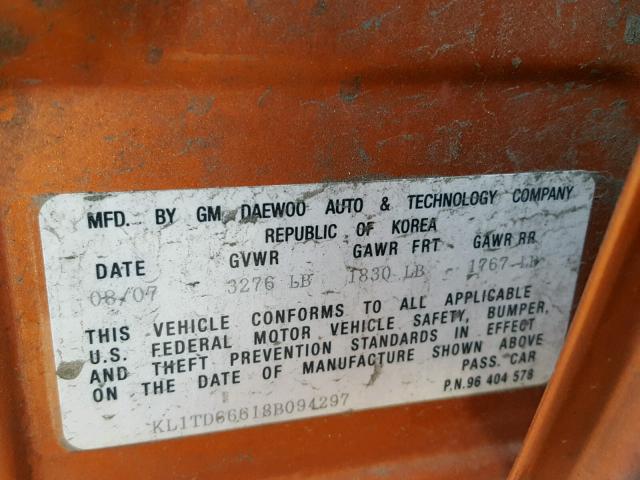 MFD. BY GM DAEWOO AUTO & TECHNOLOGY COMPANY
REPUBLIC OF KOREA
DATE GVWR GAWR FRT GAWR RR
08/07 3276 LB 1830 LB 1767 LB
THIS VEHICLE CONFORMS TO ALL APPLICABLE
U.S. FEDERAL MOTOR VEHICLE SAFETY, BUMPER,
AND THEFT PREVENTION STANDARDS IN EFFECT
ON THE DATE OF MANUFACTURE SHOWN ABOVE
PASS. CAR
KL1TD66618B094297 P.N.96 404 578